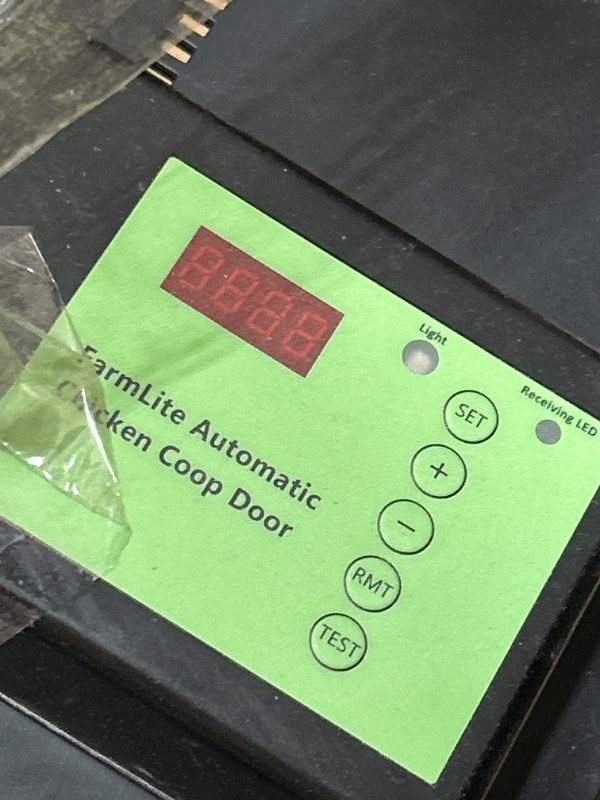 Light
Receiving LED
SET
+
−
RMT
TEST
FarmLite Automatic
Chicken Coop Door